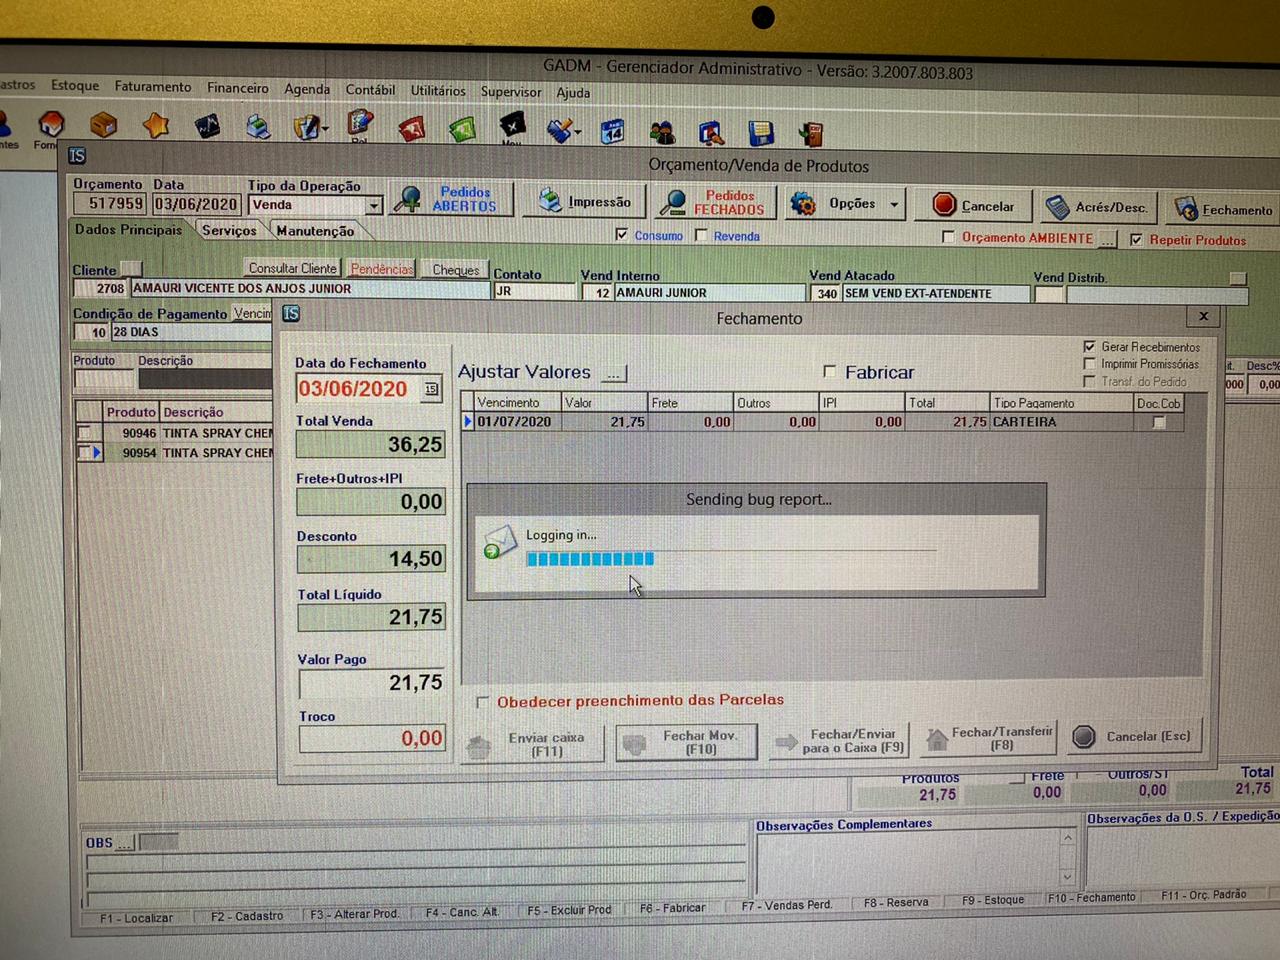 GADM - Gerenciador Administrativo - Versão: 3.2007.803.803
astros Estoque Faturamento Financeiro Agenda Contábil Utilitários Supervisor Ajuda
ntes Forn
14
IS Orçamento/Venda de Produtos
Orçamento Data Tipo da Operação
517959 03/06/2020 Venda
Pedidos ABERTOS
Impressão
Pedidos FECHADOS
Opções
Cancelar
Acrés/Desc.
Fechamento
Dados Principais Serviços Manutenção
Consumo Revenda Orçamento AMBIENTE ... Repetir Produtos
Cliente Consultar Cliente Pendências Cheques Contato Vend Interno Vend Atacado Vend Distrib.
2708 AMAURI VICENTE DOS ANJOS JUNIOR JR 12 AMAURI JUNIOR 340 SEM VEND EXT-ATENDENTE
Condição de Pagamento Vencim
10 28 DIAS
Produto Descrição
it. Desc%
000 0,00
Produto Descrição
90946 TINTA SPRAY CHEM
90954 TINTA SPRAY CHEM
IS Fechamento x
Data do Fechamento
03/06/2020 15
Total Venda
36,25
Frete+Outros+IPI
0,00
Desconto
14,50
Total Líquido
21,75
Valor Pago
21,75
Troco
0,00
Ajustar Valores ... Fabricar
Gerar Recebimentos
Imprimir Promissórias
Transf. do Pedido
Vencimento Valor Frete Outros IPI Total Tipo Pagamento Doc.Cob
01/07/2020 21,75 0,00 0,00 0,00 21,75 CARTEIRA
Sending bug report...
Logging in...
Obedecer preenchimento das Parcelas
Enviar caixa (F11)
Fechar Mov. (F10)
Fechar/Enviar para o Caixa (F9)
Fechar/Transferir (F8)
Cancelar (Esc)
Produtos Frete Outros/ST Total
21,75 0,00 0,00 21,75
OBS ...
Observações Complementares
Observações da O.S. / Expedição
F1 - Localizar F2 - Cadastro F3 - Alterar Prod. F4 - Canc. Alt. F5 - Excluir Prod F6 - Fabricar F7 - Vendas Perd. F8 - Reserva F9 - Estoque F10 - Fechamento F11 - Orç. Padrão